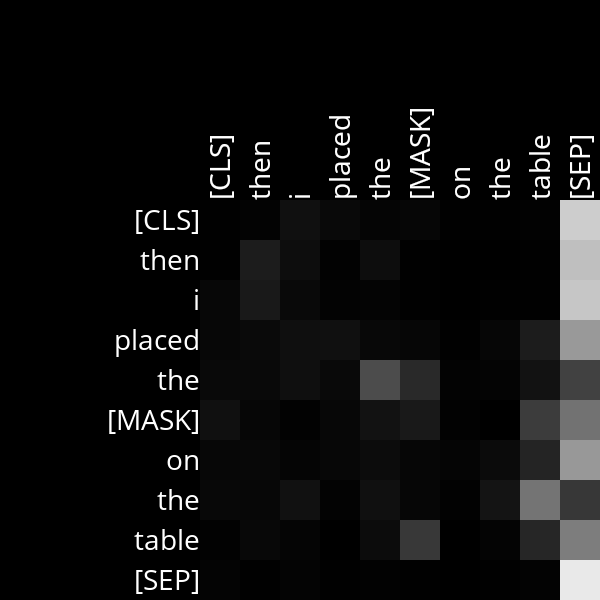 [CLS] then i placed the [MASK] on the table [SEP]
[CLS]
then
i
placed
the
[MASK]
on
the
table
[SEP]